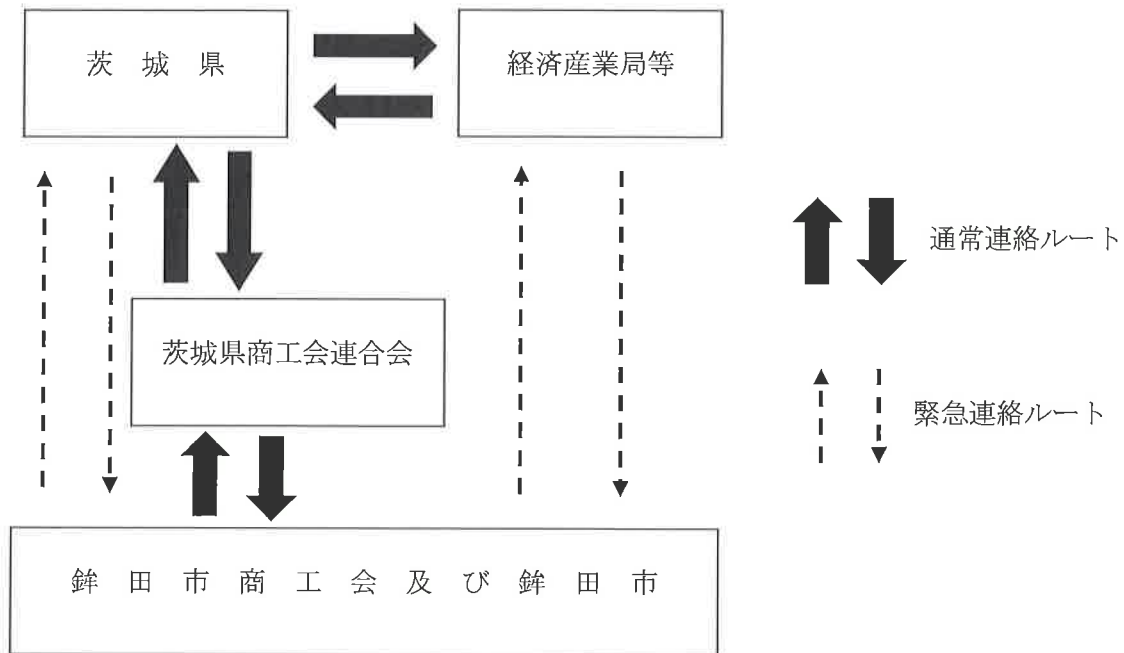 茨城県
経済産業局等
通常連絡ルート
茨城県商工会連合会
緊急連絡ルート
鉾田市商工会及び鉾田市